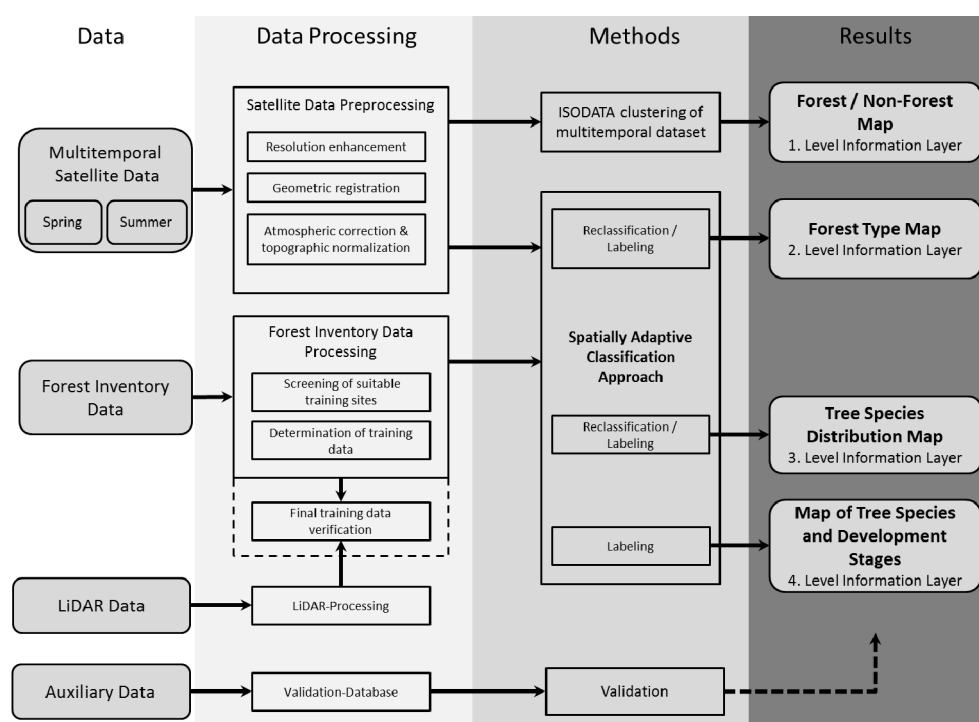 Data
Data Processing
Methods
Results
Multitemporal
Satellite Data
Spring
Summer
Satellite Data Preprocessing
Resolution enhancement
Geometric registration
Atmospheric correction &
topographic normalization
ISODATA clustering of
multitemporal dataset
Forest / Non-Forest
Map
1. Level Information Layer
Reclassification /
Labeling
Forest Type Map
2. Level Information Layer
Forest Inventory
Data
Forest Inventory Data
Processing
Screening of suitable
training sites
Determination of training
data
Final training data
verification
Spatially Adaptive
Classification
Approach
Reclassification /
Labeling
Tree Species
Distribution Map
3. Level Information Layer
Labeling
Map of Tree Species
and Development
Stages
4. Level Information Layer
LiDAR Data
LiDAR-Processing
Auxiliary Data
Validation-Database
Validation